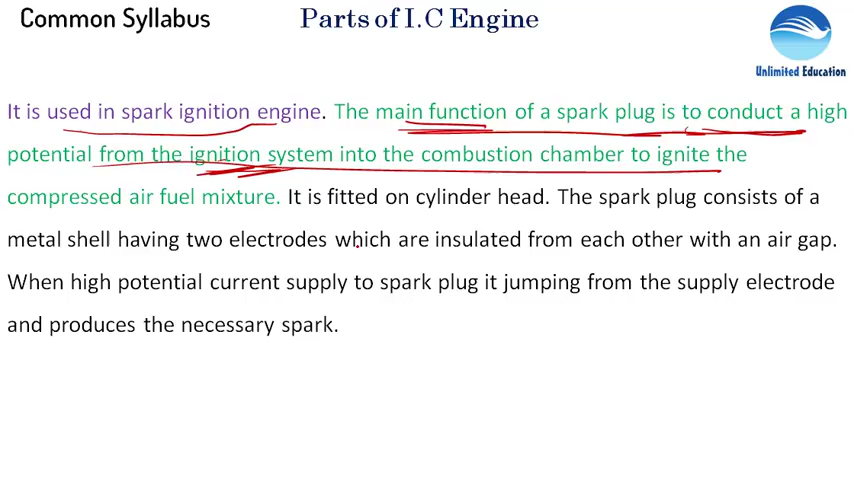 Common Syllabus
Parts of I.C Engine
Unlimited Education
It is used in spark ignition engine. The main function of a spark plug is to conduct a high
potential from the ignition system into the combustion chamber to ignite the
compressed air fuel mixture. It is fitted on cylinder head. The spark plug consists of a
metal shell having two electrodes which are insulated from each other with an air gap.
When high potential current supply to spark plug it jumping from the supply electrode
and produces the necessary spark.